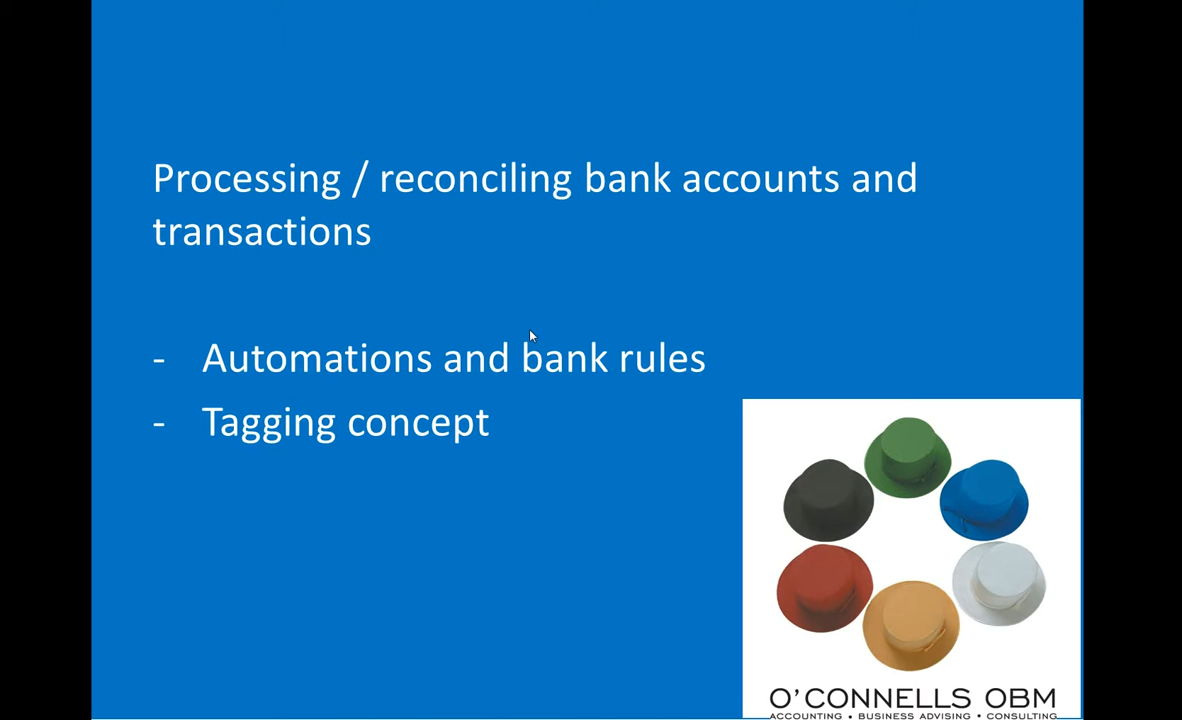 Processing / reconciling bank accounts and
transactions
- Automations and bank rules
- Tagging concept
O'CONNELLS OBM
ACCOUNTING • BUSINESS ADVISING • CONSULTING